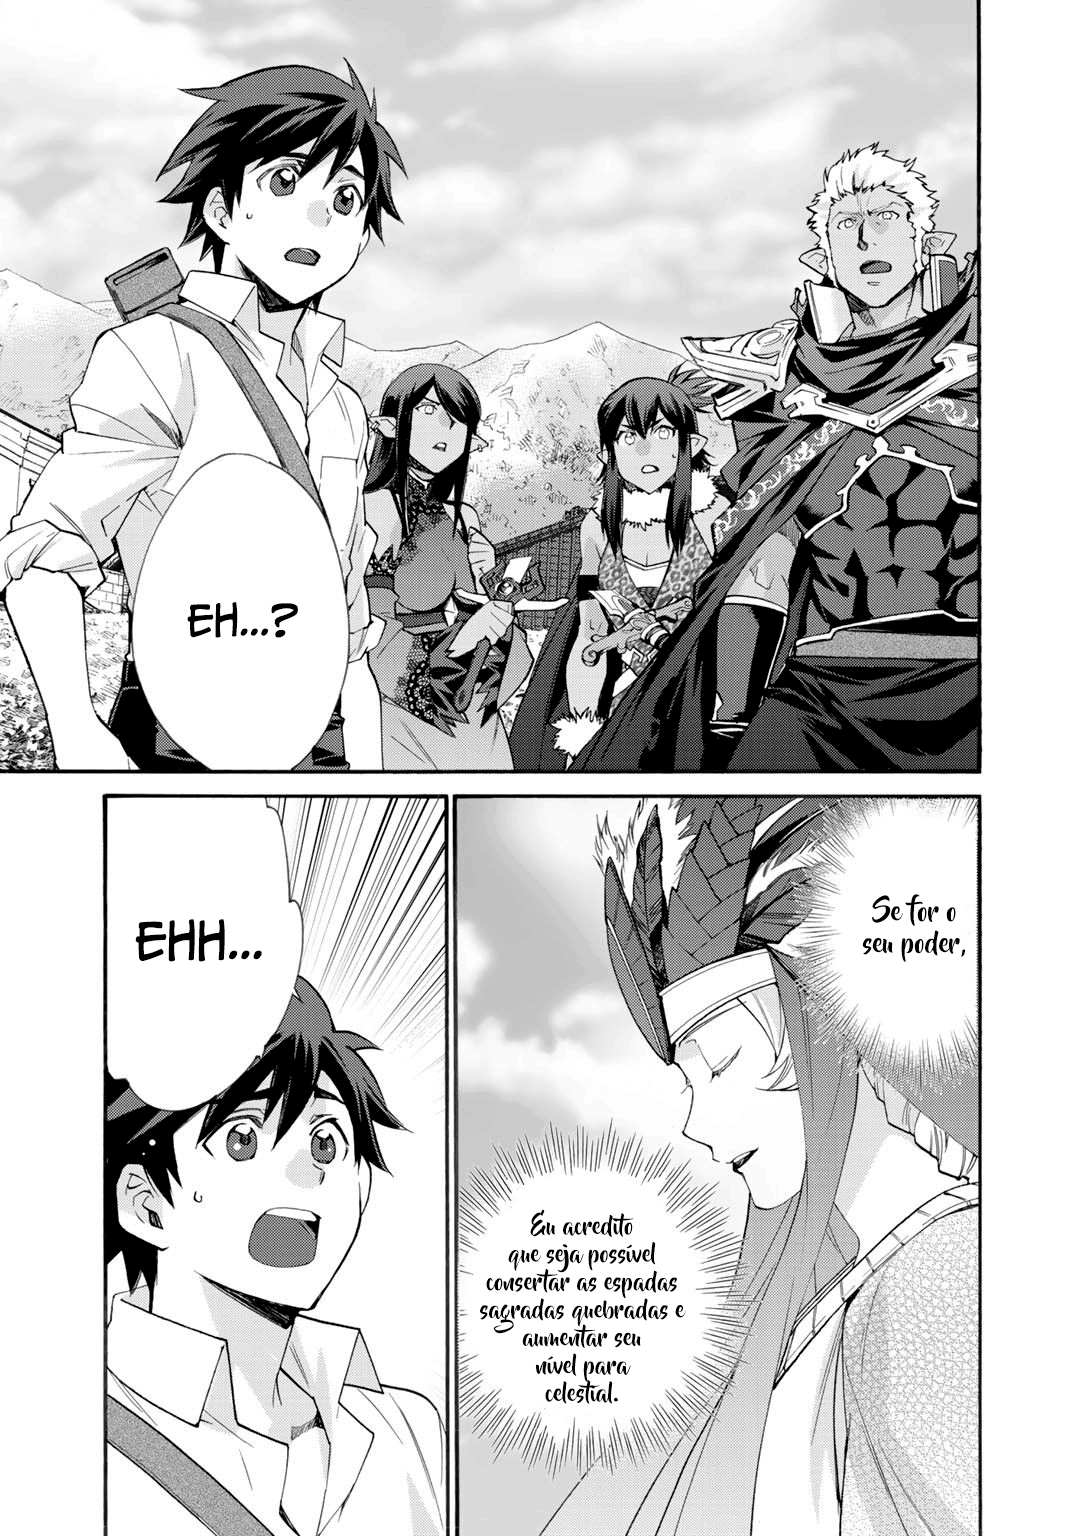 EH...?
Se for o
seu poder,
Eu acredito
que seja possível
consertar as espadas
sagradas quebradas e
aumentar seu
nível para
celestial.
EHH...